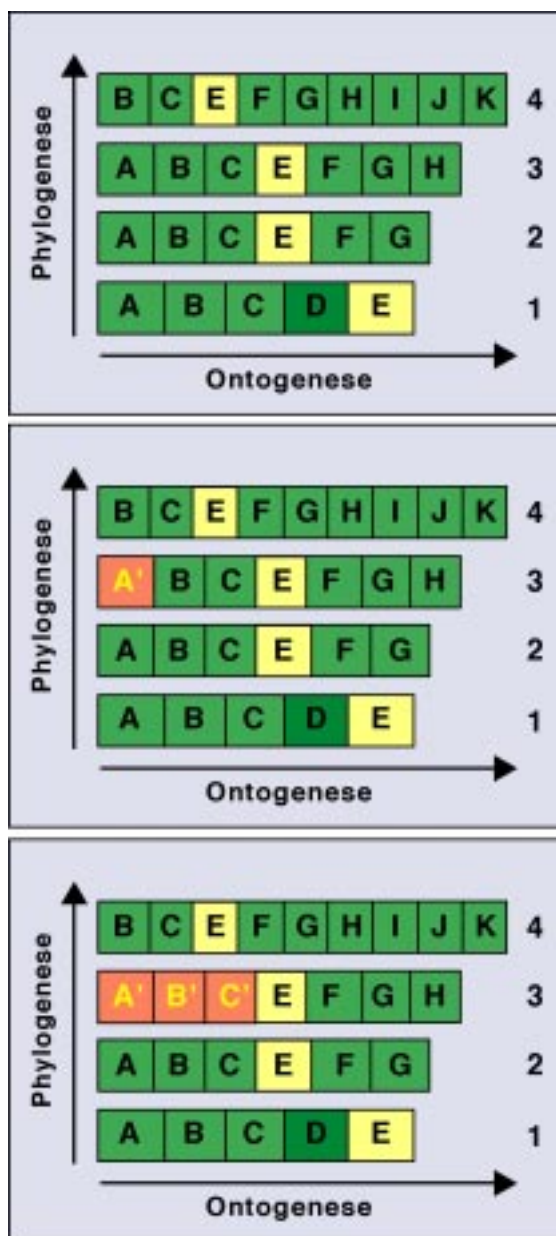 Phylogenese
B C E F G H I J K 4
A B C E F G H 3
A B C E F G 2
A B C D E 1
Ontogenese
Phylogenese
B C E F G H I J K 4
A' B C E F G H 3
A B C E F G 2
A B C D E 1
Ontogenese
Phylogenese
B C E F G H I J K 4
A' B' C' E F G H 3
A B C E F G 2
A B C D E 1
Ontogenese